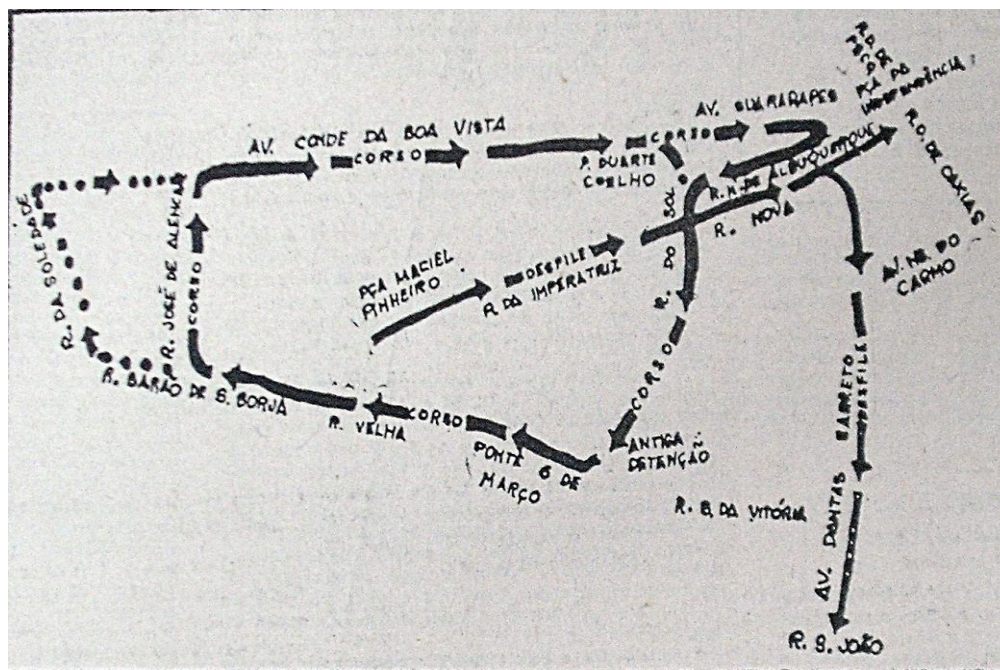 AV. CONDE DA BOA VISTA
CORSO
CORSO
P. DUARTE
COELHO
AV. GUARARAPES
PÇA DA
INDEPENDÊNCIA
R.D. DE CAXIAS
R. M. DE ALBUQUERQUE
R. NOVA
R. DO SOL
PÇA MACIEL
PINHEIRO
DESFILE
R. DA IMPERATRIZ
AV. NS. DO
CARMO
R. DA SOLEDADE
R. JOSÉ DE ALENCAR
CORSO
R. BARÃO DE S. BORJA
R. VELHA
CORSO
PONTE 6 DE
MARÇO
CORSO
ANTIGA
DETENÇÃO
R. S. DA VITÓRIA
AV. DANTAS BARRETO
DESFILE
R. S. JOÃO